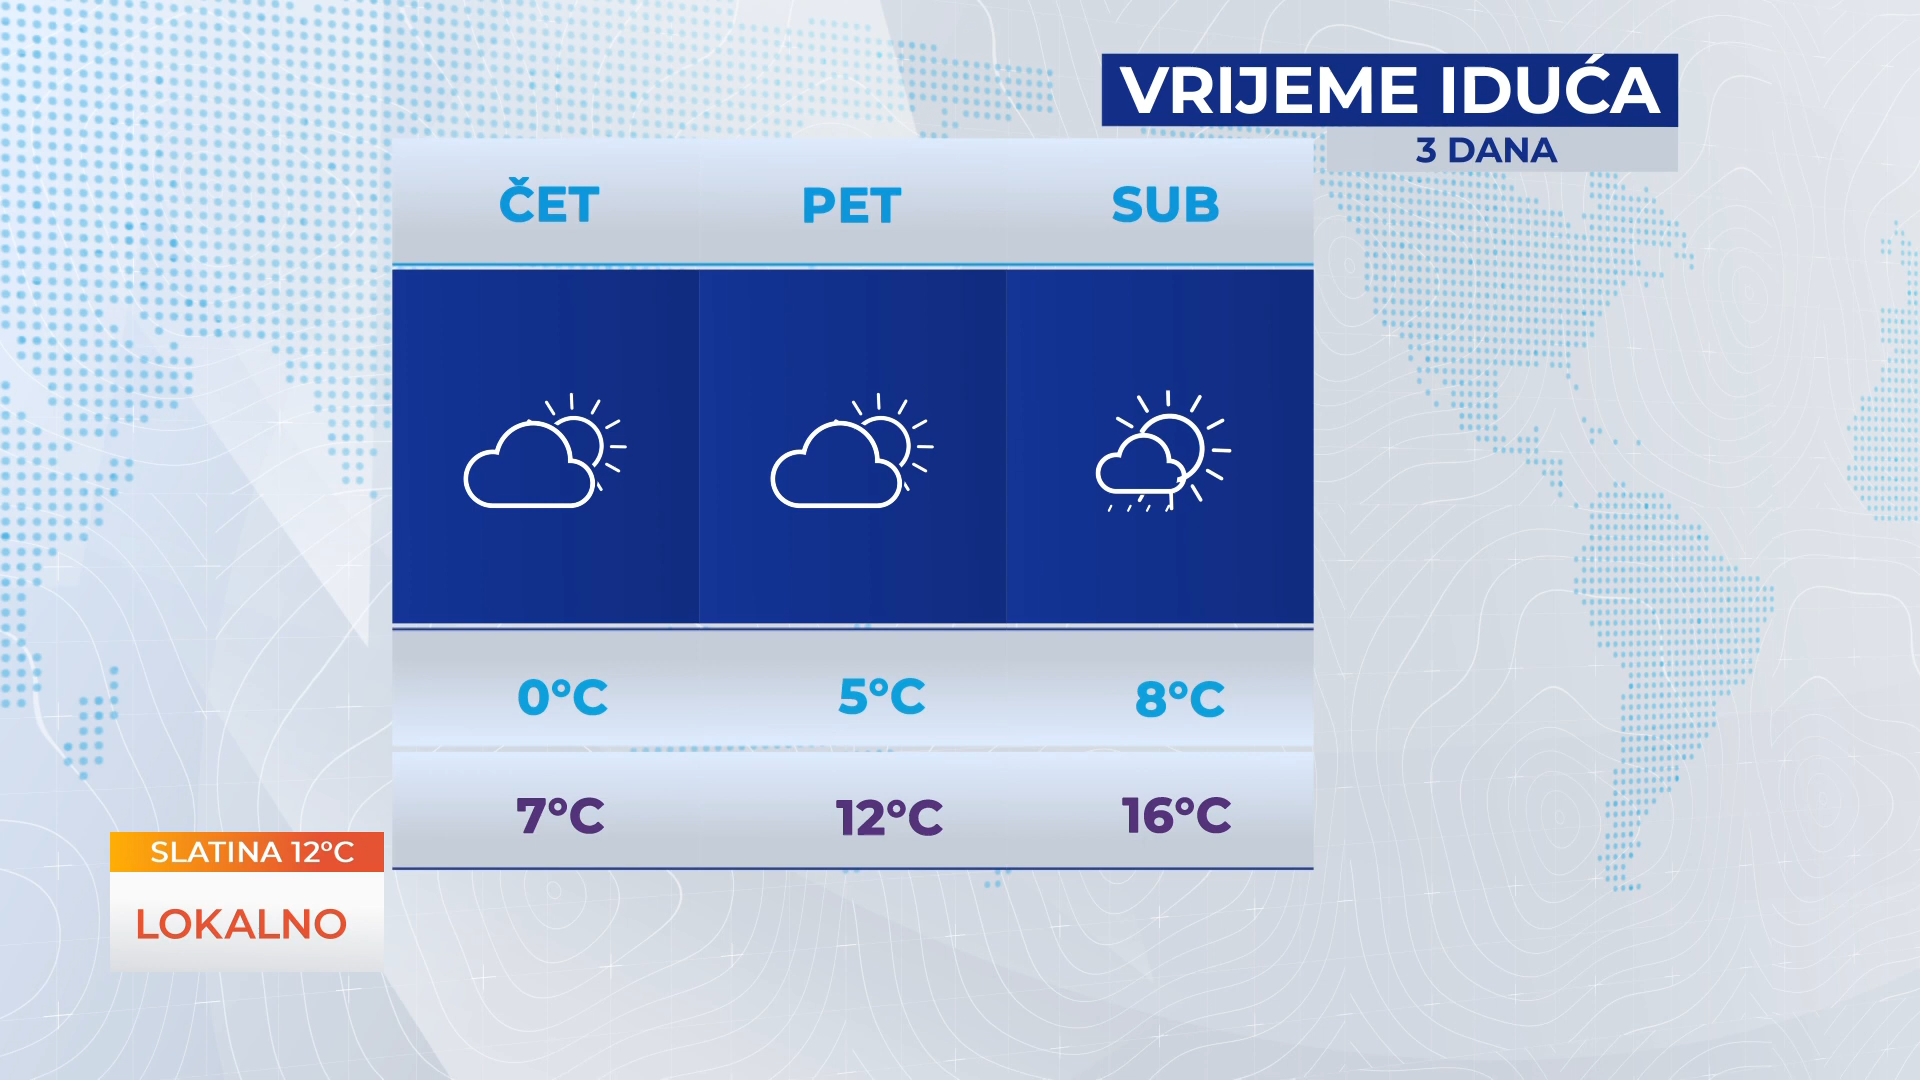 VRIJEME IDUĆA
3 DANA
ČET PET SUB
0°C 5°C 8°C
7°C 12°C 16°C
SLATINA 12°C
LOKALNO